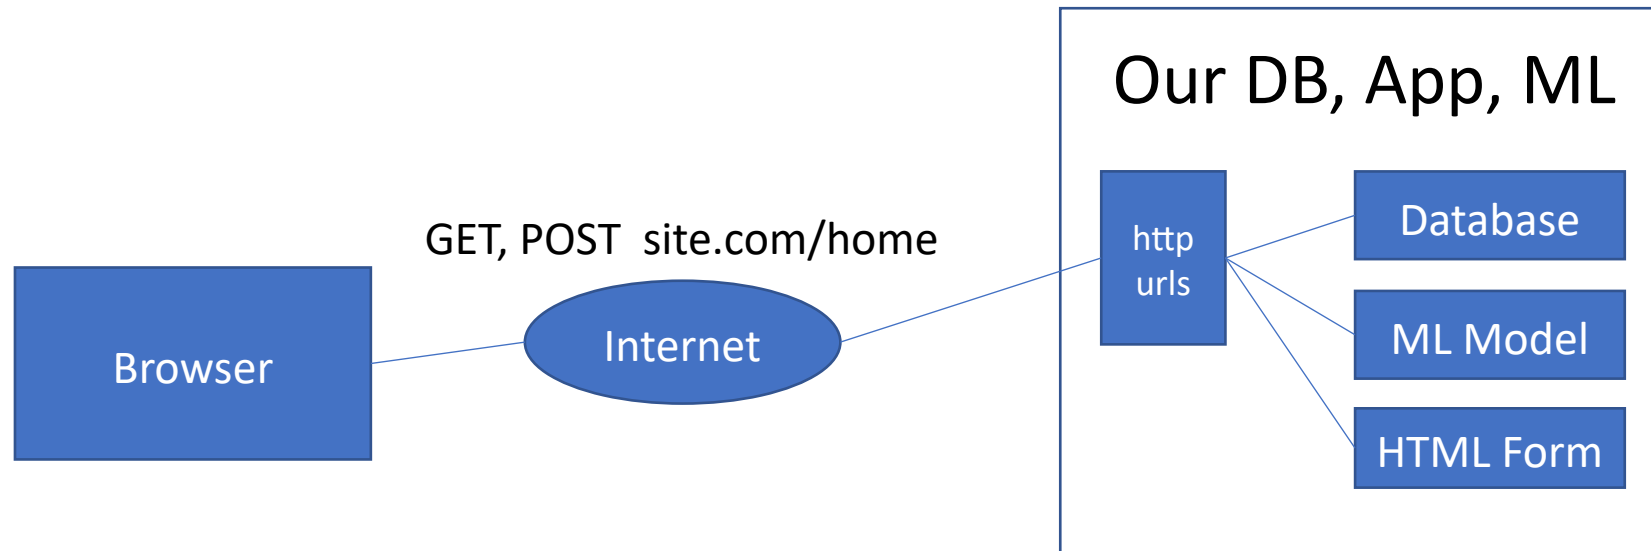 Our DB, App, ML
GET, POST  site.com/home
Browser
Internet
http
urls
Database
ML Model
HTML Form